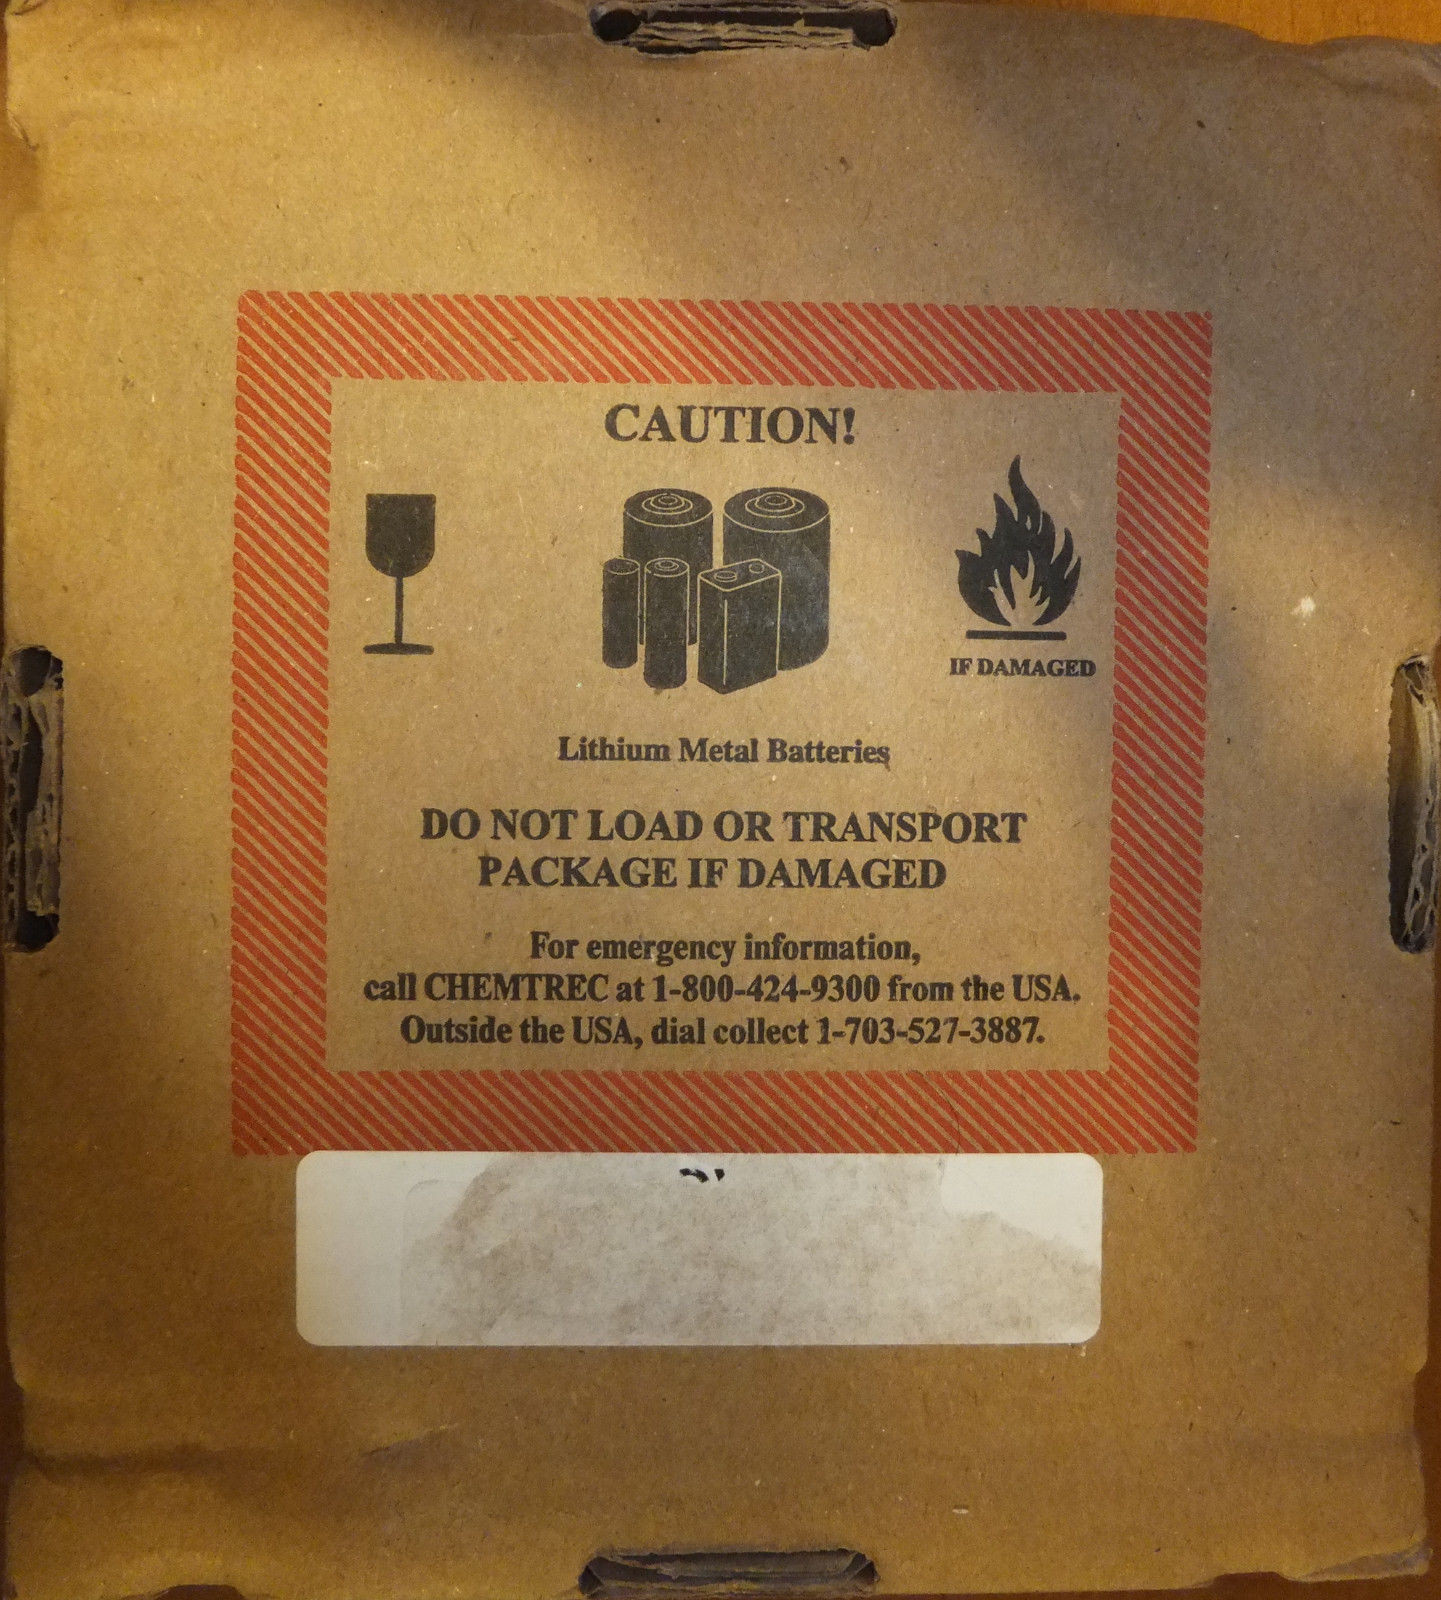 CAUTION!
IF DAMAGED
Lithium Metal Batteries
DO NOT LOAD OR TRANSPORT
PACKAGE IF DAMAGED
For emergency information,
call CHEMTREC at 1-800-424-9300 from the USA.
Outside the USA, dial collect 1-703-527-3887.